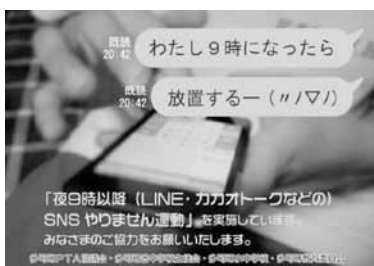 既読
20:42
わたし9時になったら
既読
20:42
放置するー(〃ノ▽ノ)
「夜9時以降(LINE・カカオトークなどの)
SNSやりません運動」を実施しています。
みなさまのご協力をお願いいたします。